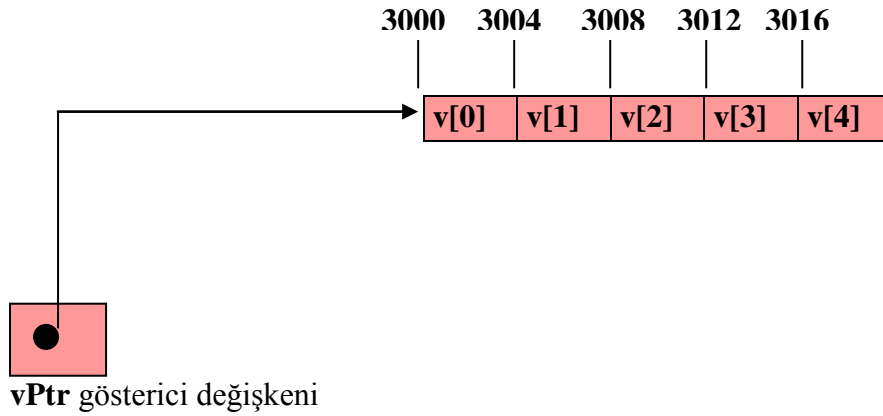 3000 3004 3008 3012 3016
v[0] v[1] v[2] v[3] v[4]
vPtr gösterici değişkeni